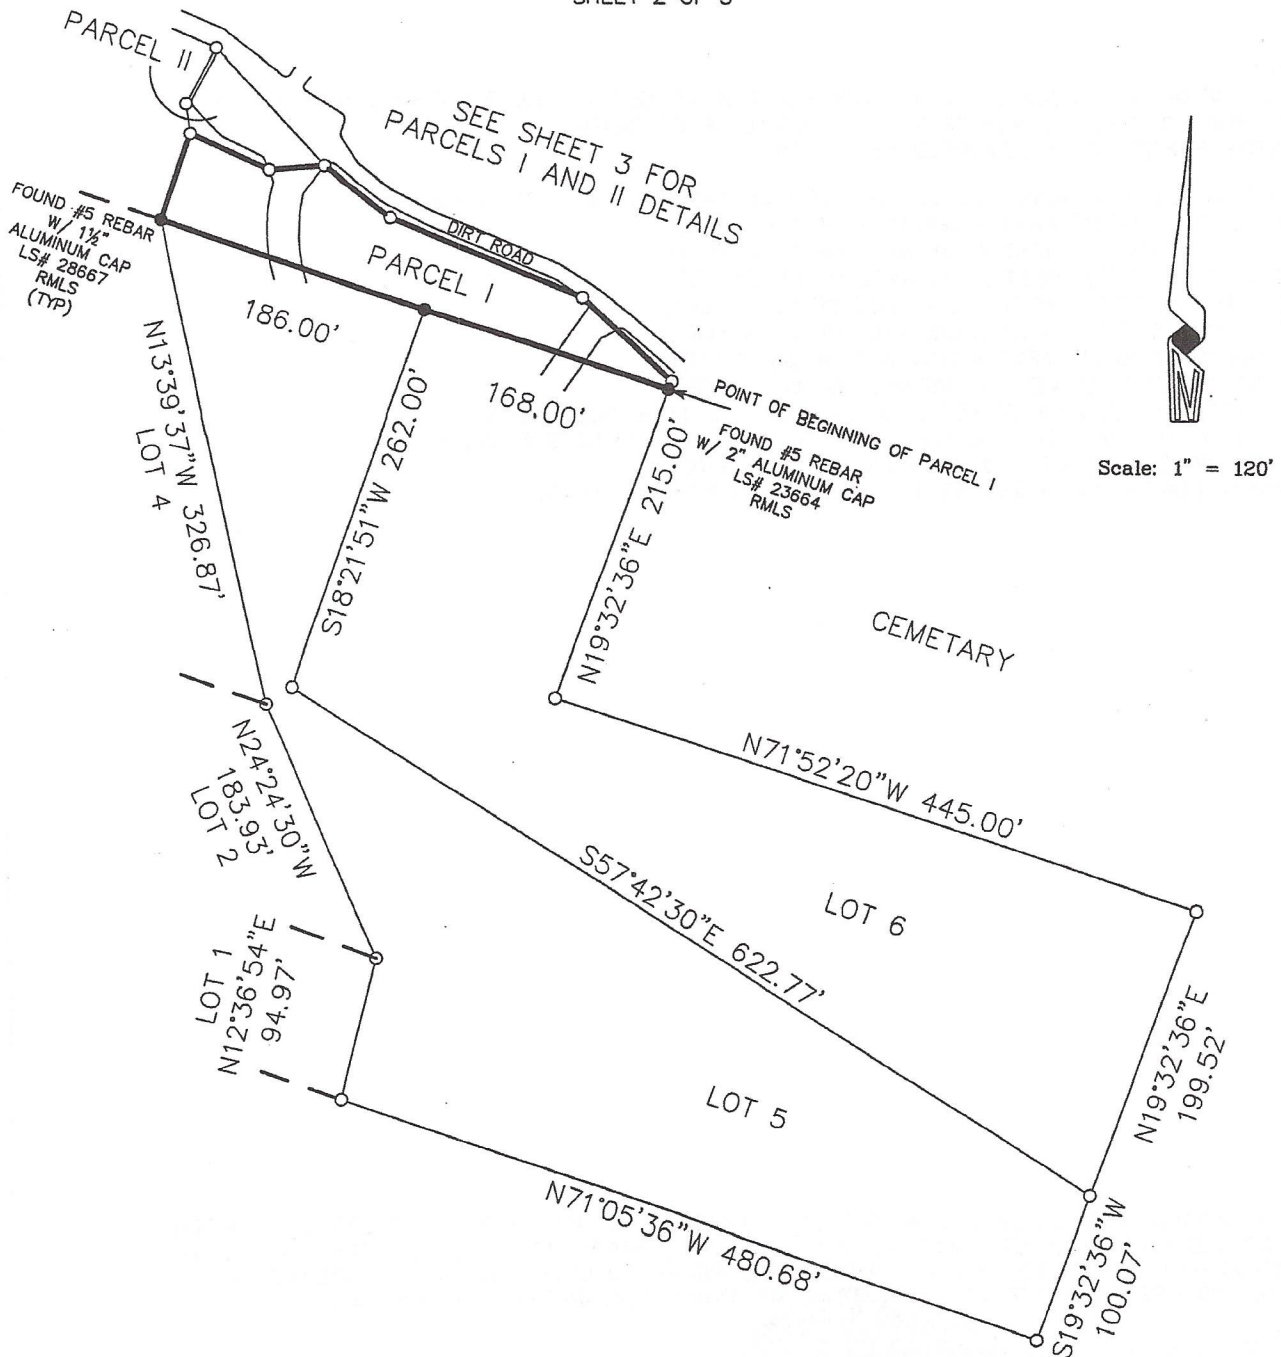 PARCEL II
SEE SHEET 3 FOR
PARCELS I AND II DETAILS
FOUND #5 REBAR
W/ 1½"
ALUMINUM CAP
LS# 28667
RMLS
(TYP)
DIRT ROAD
PARCEL I
186.00'
168.00'
POINT OF BEGINNING OF PARCEL I
FOUND #5 REBAR
W/ 2" ALUMINUM CAP
LS# 23664
RMLS
N
Scale: 1" = 120'
N13°39'37"W 326.87'
LOT 4
S18°21'51"W 262.00'
N19°32'36"E 215.00'
CEMETARY
N24°24'30"W
183.93'
LOT 2
N71°52'20"W 445.00'
S57°42'30"E 622.77'
LOT 6
LOT 1
N12°36'54"E
94.97'
N19°32'36"E
199.52'
LOT 5
N71°05'36"W 480.68'
S19°32'36"W
100.07'